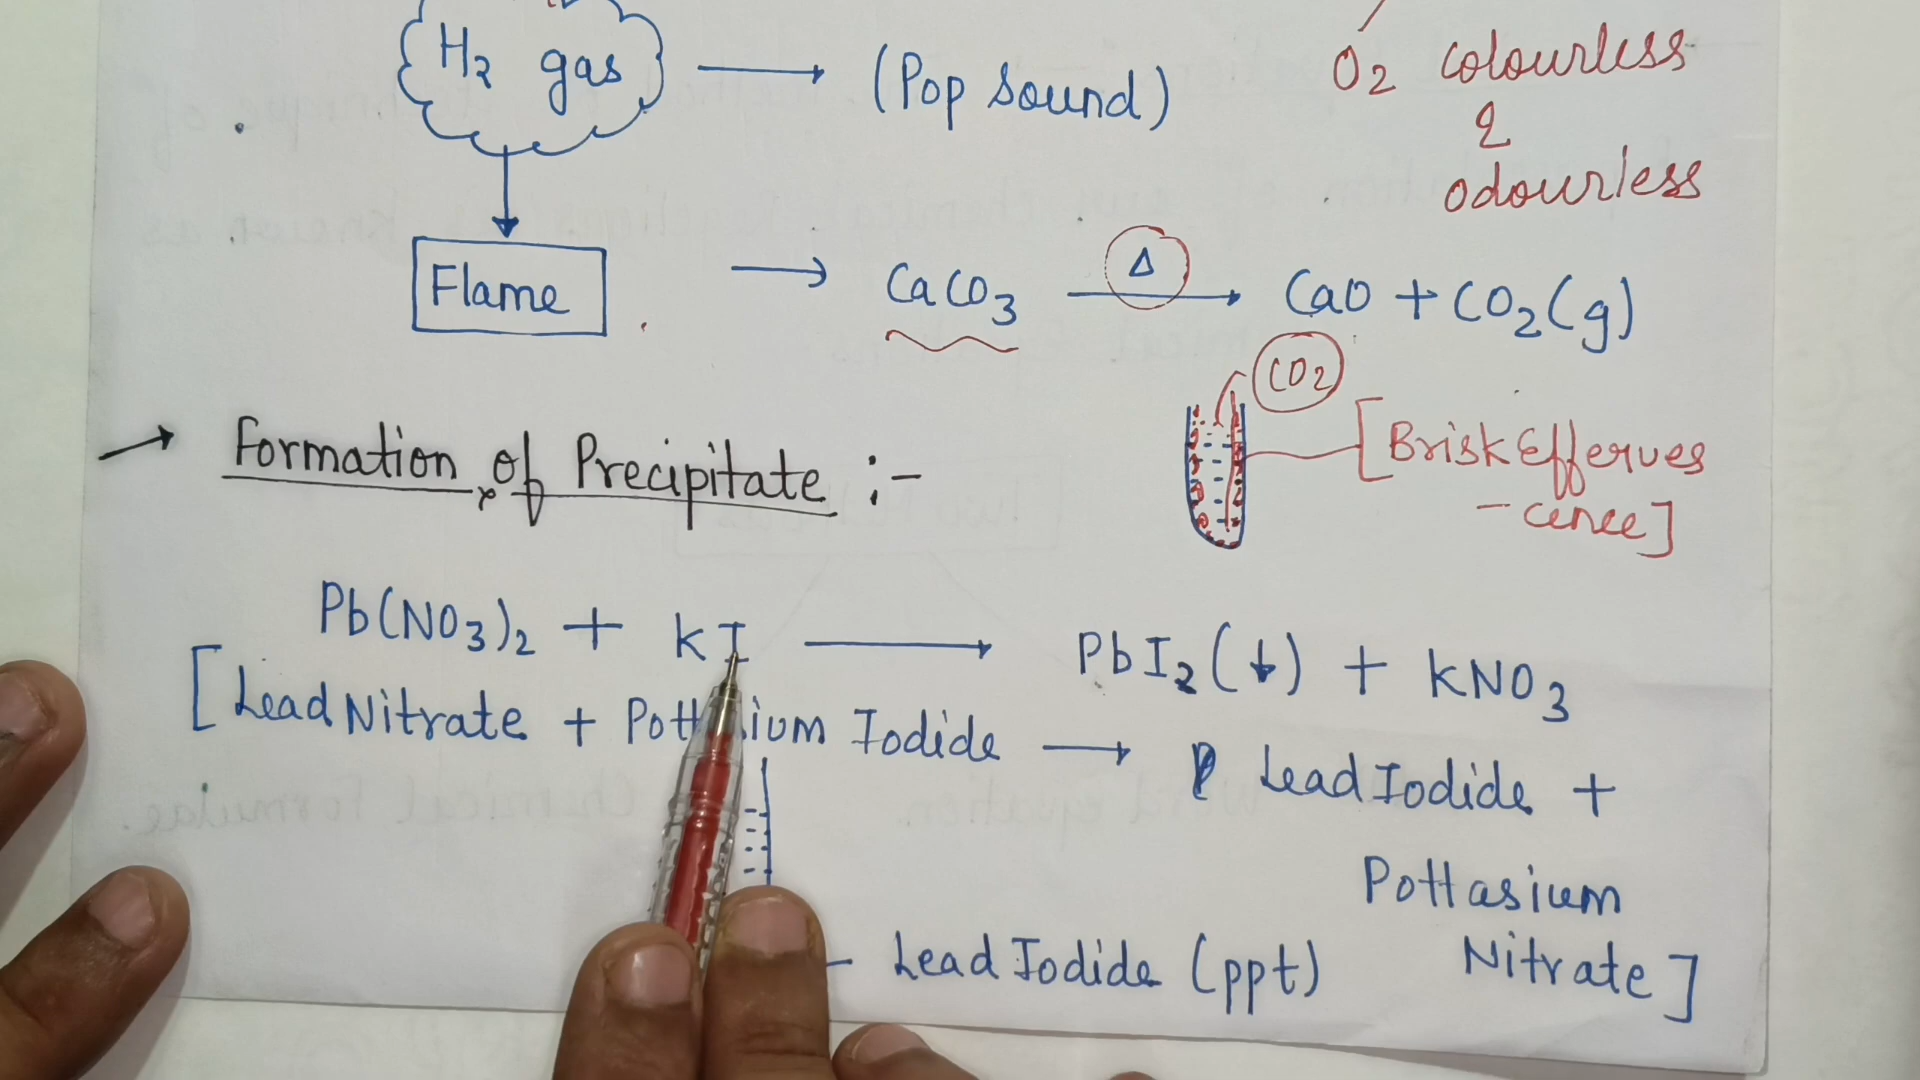 H₂ gas → (Pop Sound)
O₂ colourless
&
odourless
Flame
→ CaCO₃ —Δ→ CaO + CO₂(g)
CO₂
[Brisk Efferves
- cence]
→ Formation of Precipitate :-
Pb(NO₃)₂ + KI → PbI₂(↓) + KNO₃
[Lead Nitrate + Pott ium Iodide → Lead Iodide +
Pottasium
Nitrate]
- Lead Iodide (ppt)